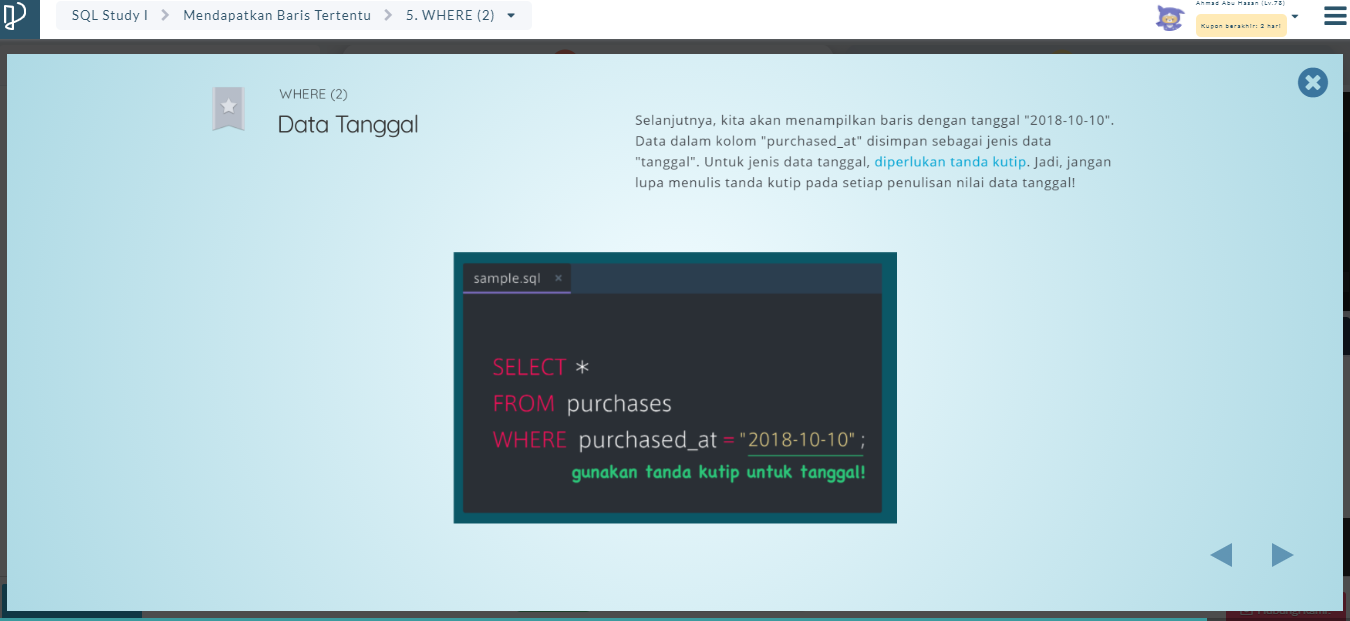 SQL Study I
Mendapatkan Baris Tertentu
5. WHERE (2)
Ahmad Abu Hasan (Lv.78)
Kupon berakhir: 2 hari
WHERE (2)
Data Tanggal
Selanjutnya, kita akan menampilkan baris dengan tanggal "2018-10-10".
Data dalam kolom "purchased_at" disimpan sebagai jenis data
"tanggal". Untuk jenis data tanggal, diperlukan tanda kutip. Jadi, jangan
lupa menulis tanda kutip pada setiap penulisan nilai data tanggal!
sample.sql ×
SELECT *
FROM purchases
WHERE purchased_at = "2018-10-10" ;
gunakan tanda kutip untuk tanggal!